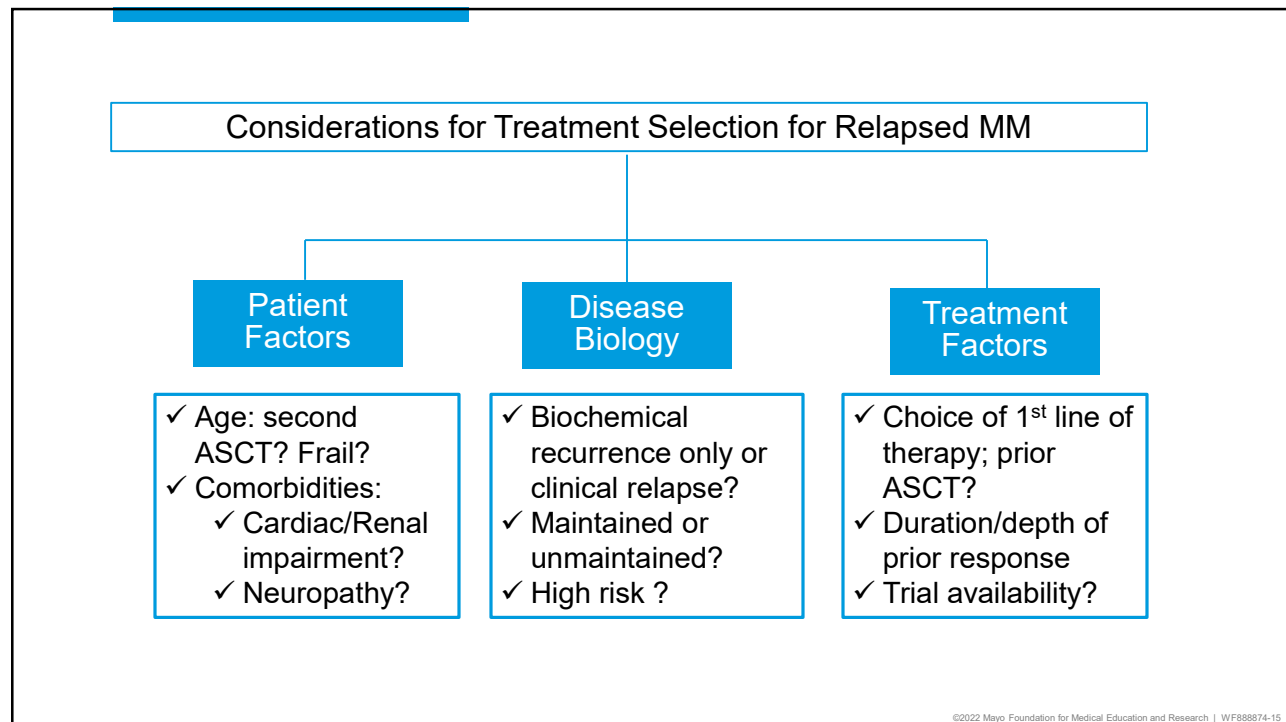 Considerations for Treatment Selection for Relapsed MM
Patient
Factors
✓ Age: second
ASCT? Frail?
✓ Comorbidities:
✓ Cardiac/Renal
impairment?
✓ Neuropathy?
Disease
Biology
✓ Biochemical
recurrence only or
clinical relapse?
✓ Maintained or
unmaintained?
✓ High risk ?
Treatment
Factors
✓ Choice of 1st line of
therapy; prior
ASCT?
✓ Duration/depth of
prior response
✓ Trial availability?
©2022 Mayo Foundation for Medical Education and Research | WF888874-15